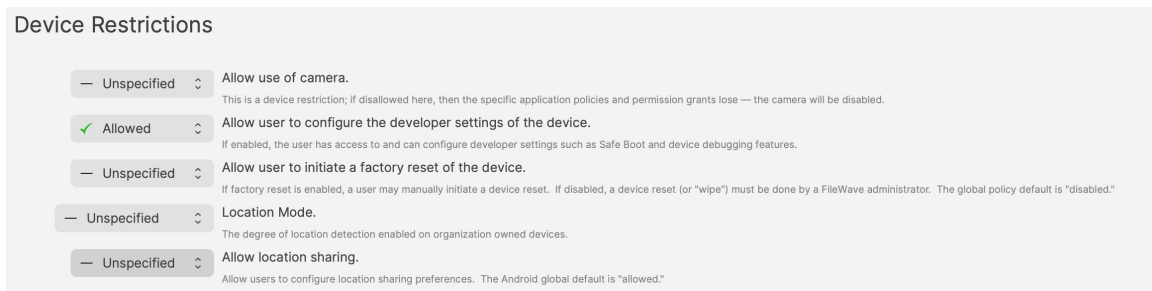 Device Restrictions
— Unspecified Allow use of camera.
This is a device restriction; if disallowed here, then the specific application policies and permission grants lose — the camera will be disabled.
Allowed Allow user to configure the developer settings of the device.
If enabled, the user has access to and can configure developer settings such as Safe Boot and device debugging features.
— Unspecified Allow user to initiate a factory reset of the device.
If factory reset is enabled, a user may manually initiate a device reset. If disabled, a device reset (or "wipe") must be done by a FileWave administrator. The global policy default is "disabled."
— Unspecified Location Mode.
The degree of location detection enabled on organization owned devices.
— Unspecified Allow location sharing.
Allow users to configure location sharing preferences. The Android global default is "allowed."